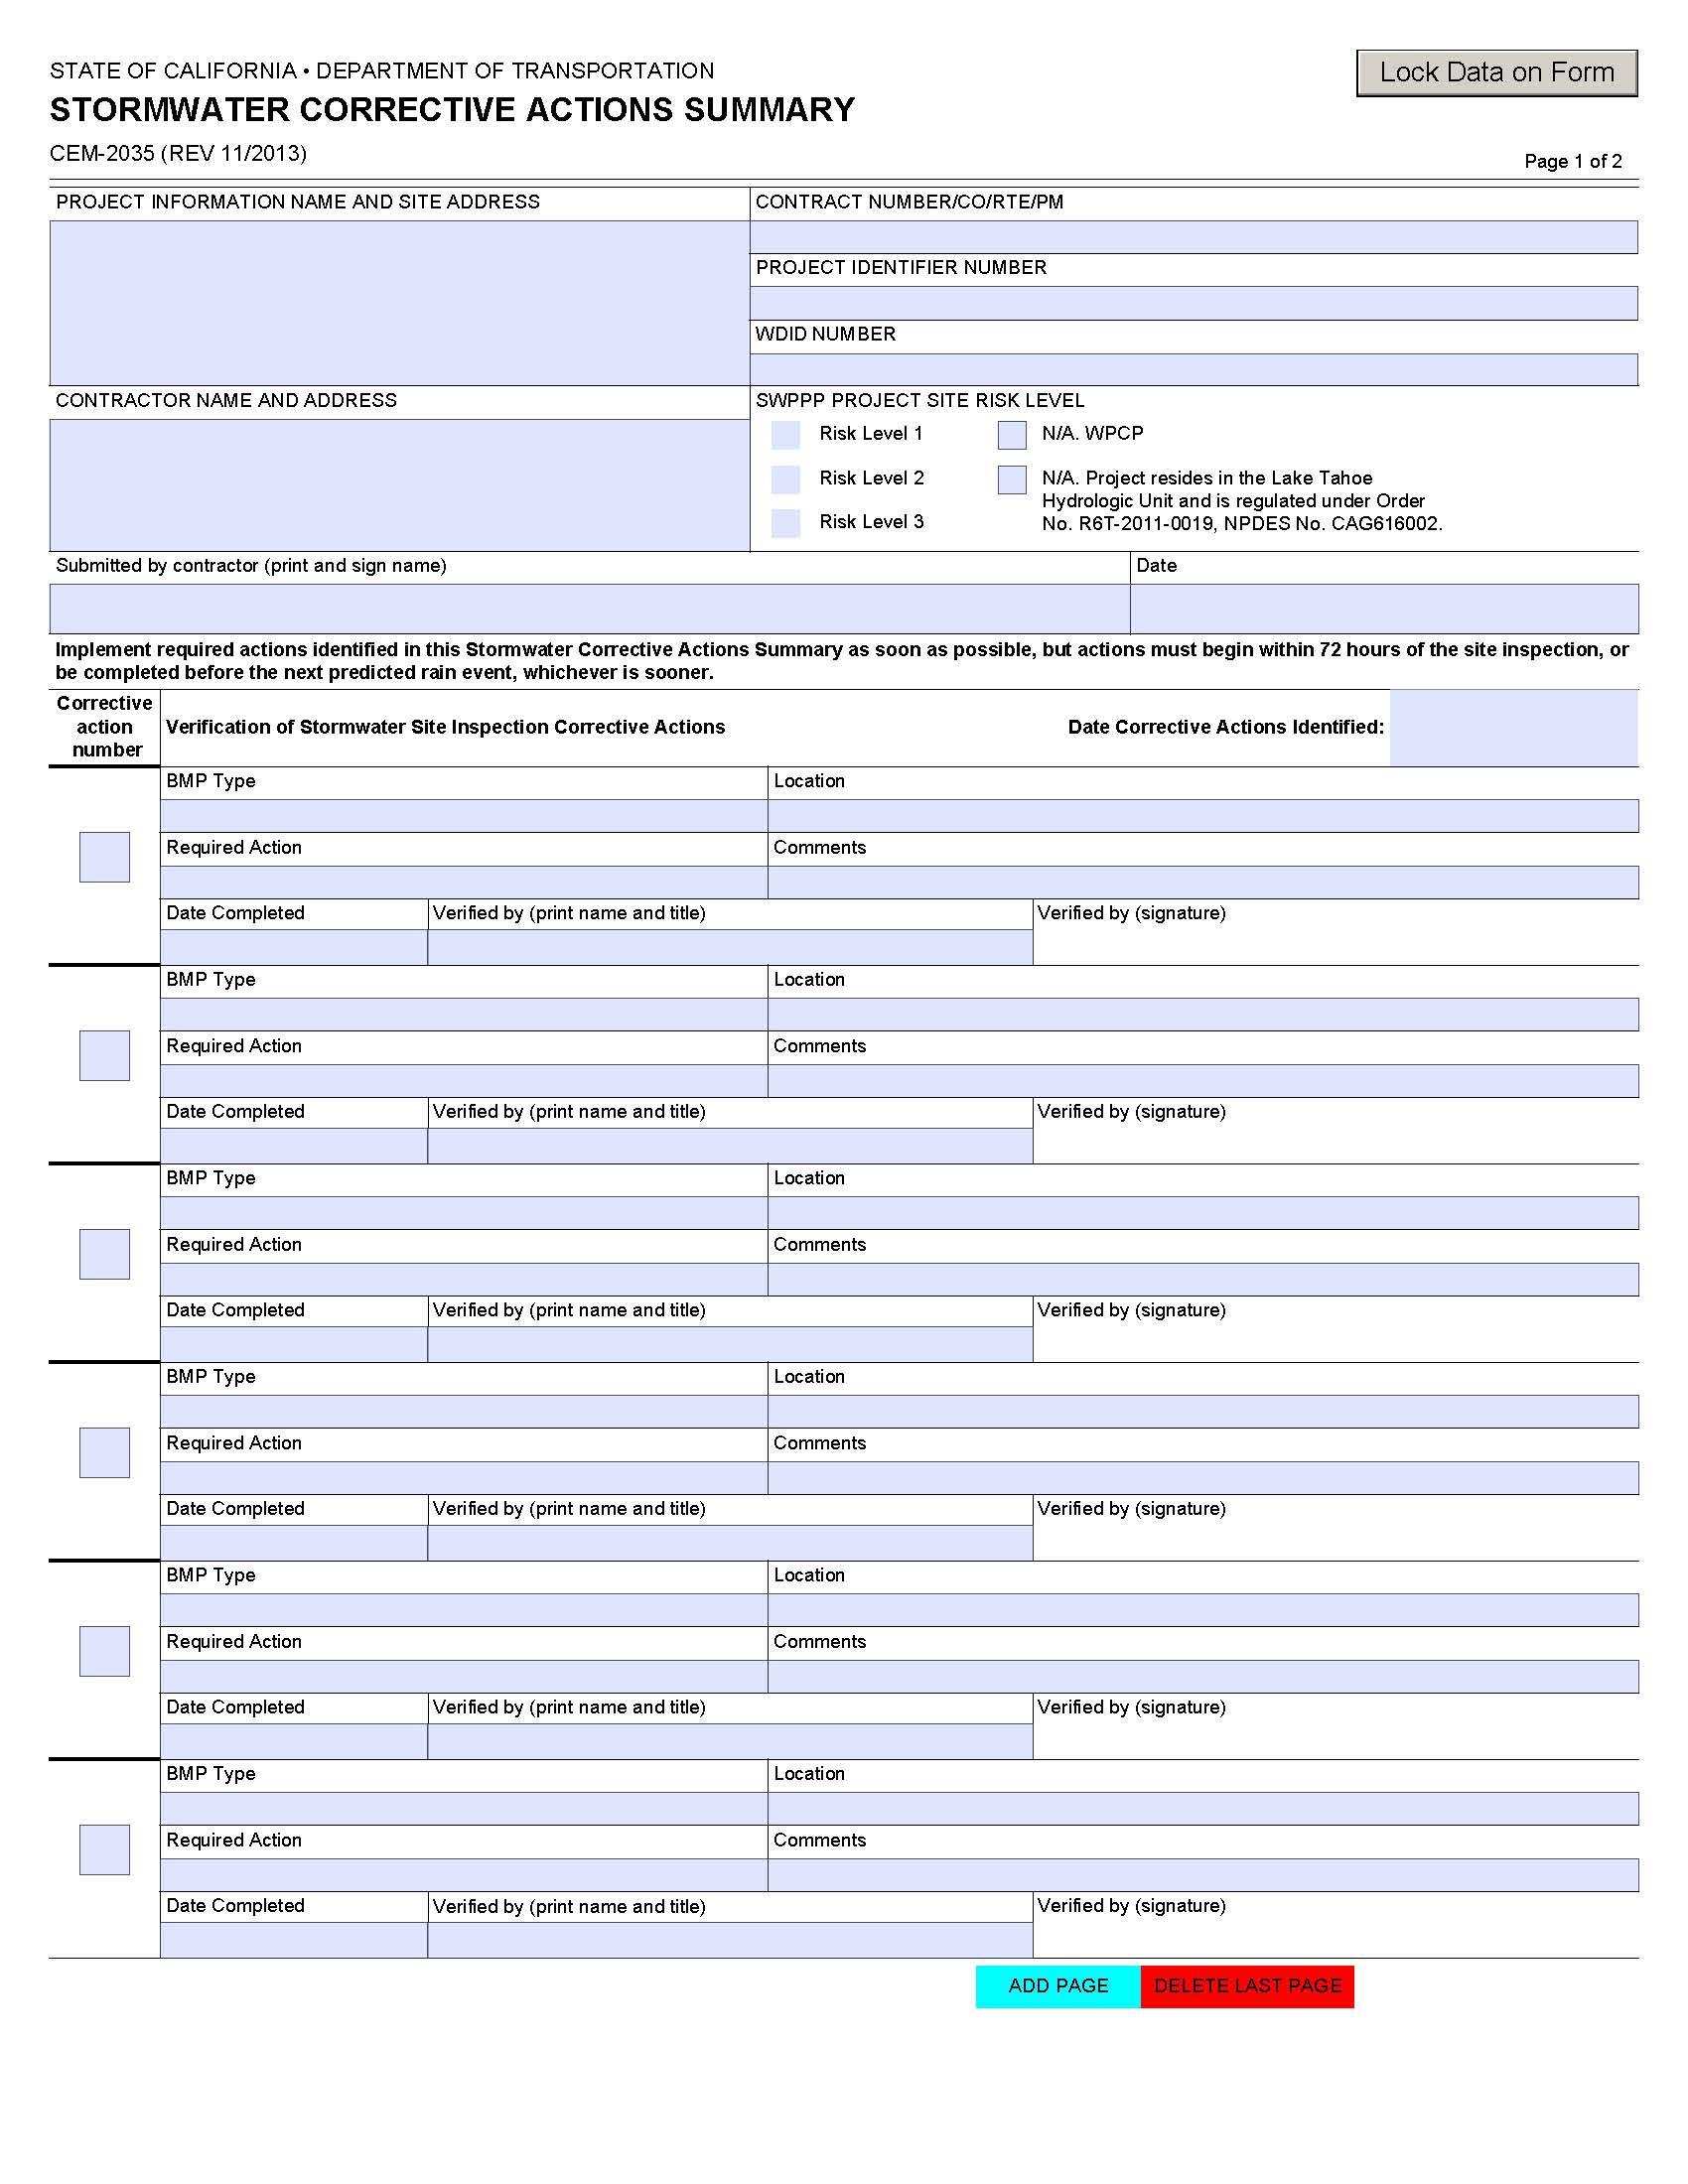 STATE OF CALIFORNIA • DEPARTMENT OF TRANSPORTATION
Lock Data on Form
STORMWATER CORRECTIVE ACTIONS SUMMARY
CEM-2035 (REV 11/2013)
Page 1 of 2
PROJECT INFORMATION NAME AND SITE ADDRESS
CONTRACT NUMBER/CO/RTE/PM
PROJECT IDENTIFIER NUMBER
WDID NUMBER
CONTRACTOR NAME AND ADDRESS
SWPPP PROJECT SITE RISK LEVEL
Risk Level 1
N/A. WPCP
Risk Level 2
N/A. Project resides in the Lake Tahoe
Hydrologic Unit and is regulated under Order
Risk Level 3
No. R6T-2011-0019, NPDES No. CAG616002.
Submitted by contractor (print and sign name)
Date
Implement required actions identified in this Stormwater Corrective Actions Summary as soon as possible, but actions must begin within 72 hours of the site inspection, or
be completed before the next predicted rain event, whichever is sooner.
Corrective
action
number
Verification of Stormwater Site Inspection Corrective Actions
Date Corrective Actions Identified:
BMP Type
Location
Required Action
Comments
Date Completed
Verified by (print name and title)
Verified by (signature)
BMP Type
Location
Required Action
Comments
Date Completed
Verified by (print name and title)
Verified by (signature)
BMP Type
Location
Required Action
Comments
Date Completed
Verified by (print name and title)
Verified by (signature)
BMP Type
Location
Required Action
Comments
Date Completed
Verified by (print name and title)
Verified by (signature)
BMP Type
Location
Required Action
Comments
Date Completed
Verified by (print name and title)
Verified by (signature)
BMP Type
Location
Required Action
Comments
Date Completed
Verified by (print name and title)
Verified by (signature)
ADD PAGE
DELETE LAST PAGE